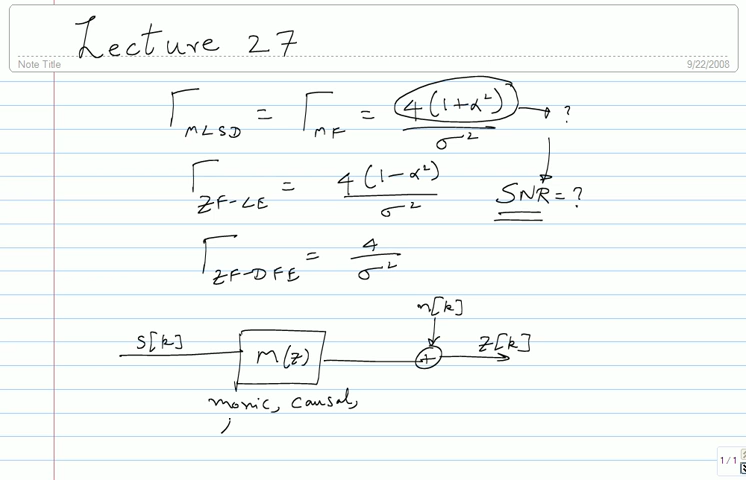 Lecture 27
Note Title
9/22/2008
Γ_MLSD = Γ_MF = 4(1+α²)/σ² → ?
Γ_ZF-LE = 4(1-α²)/σ² SNR = ?
Γ_ZF-DFE = 4/σ²
n[k]
s[k] M(z) + z[k]
monic, causal,
,
1/1